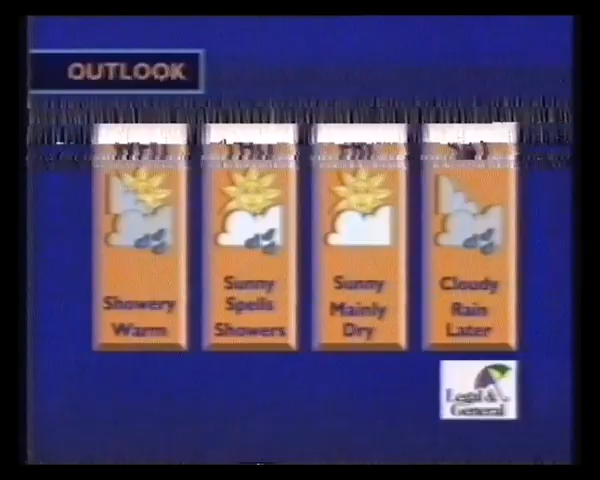 OUTLOOK
Showery
Warm
Sunny
Spells
Showers
Sunny
Mainly
Dry
Cloudy
Rain
Later
Legal &
General